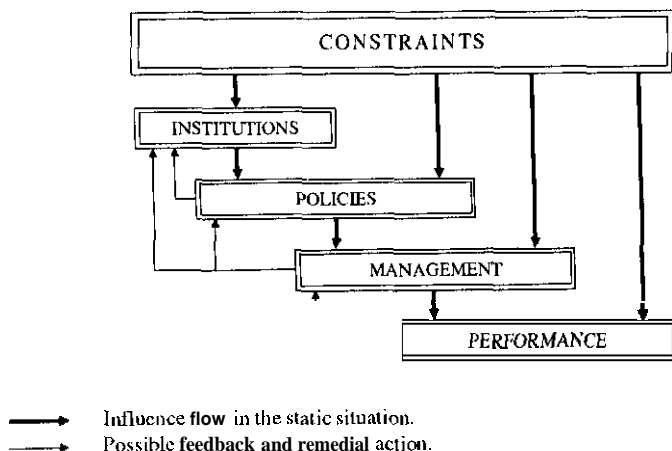 CONSTRAINTS
INSTITUTIONS
POLICIES
MANAGEMENT
PERFORMANCE
Influence flow in the static situation.
Possible feedback and remedial action.